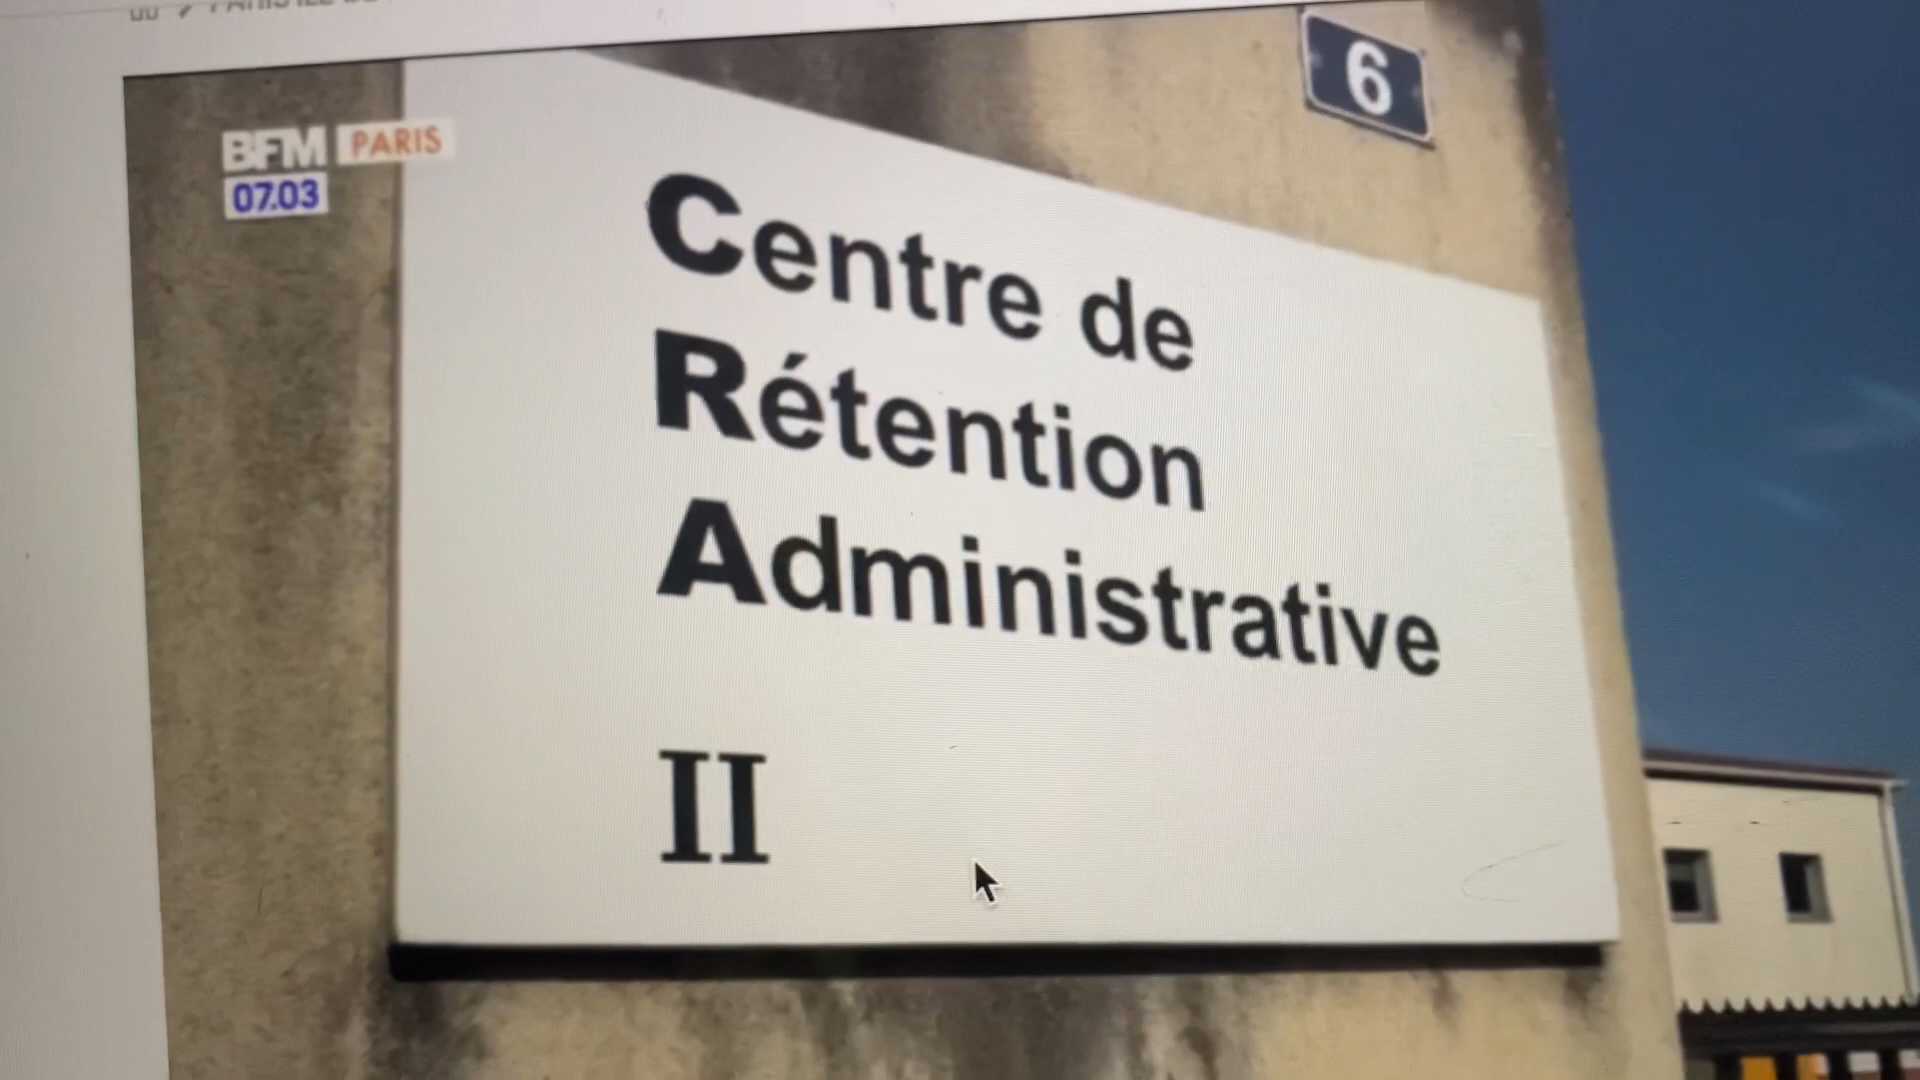 BFM PARIS
07.03
6
Centre de
Rétention
Administrative
II